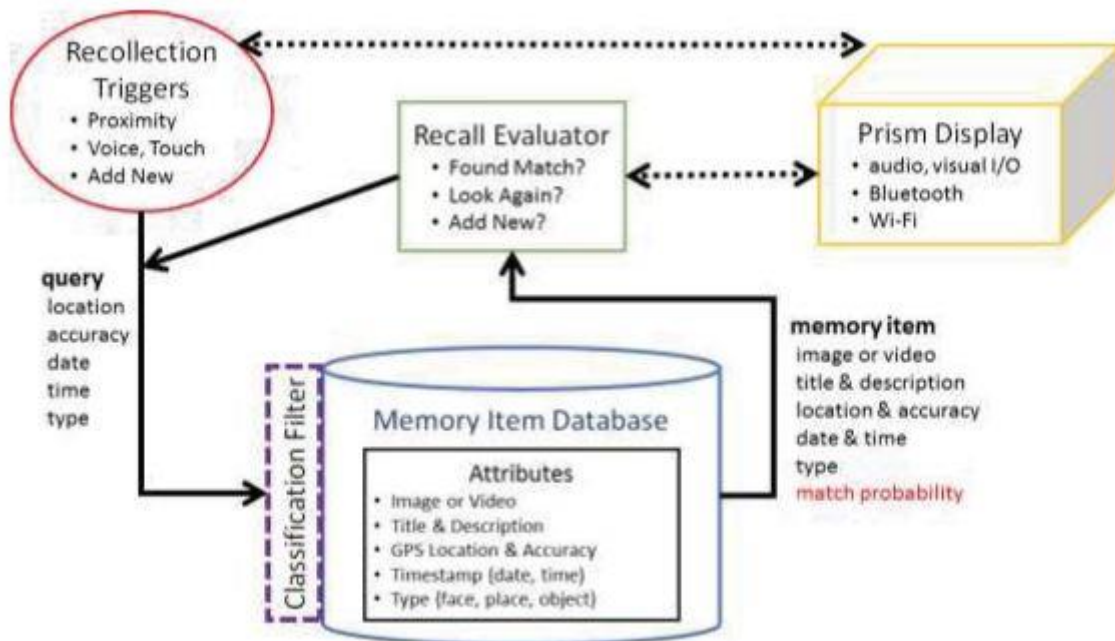 Recollection
Triggers
• Proximity
• Voice, Touch
• Add New
Recall Evaluator
• Found Match?
• Look Again?
• Add New?
Prism Display
• audio, visual I/O
• Bluetooth
• Wi-Fi
query
location
accuracy
date
time
type
Classification Filter
Memory Item Database
Attributes
• Image or Video
• Title & Description
• GPS Location & Accuracy
• Timestamp (date, time)
• Type (face, place, object)
memory item
image or video
title & description
location & accuracy
date & time
type
match probability